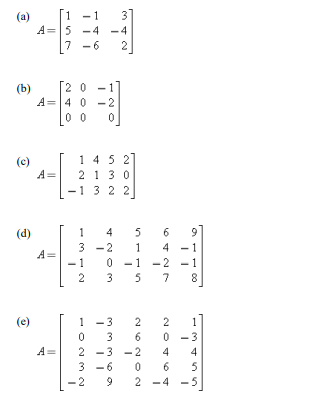 (a)
A = [ 1 −1 3
5 −4 −4
7 −6 2 ]
(b)
A = [ 2 0 −1
4 0 −2
0 0 0 ]
(c)
A = [ 1 4 5 2
2 1 3 0
−1 3 2 2 ]
(d)
A = [ 1 4 5 6 9
3 −2 1 4 −1
−1 0 −1 −2 −1
2 3 5 7 8 ]
(e)
A = [ 1 −3 2 2 1
0 3 6 0 −3
2 −3 −2 4 4
3 −6 0 6 5
−2 9 2 −4 −5 ]